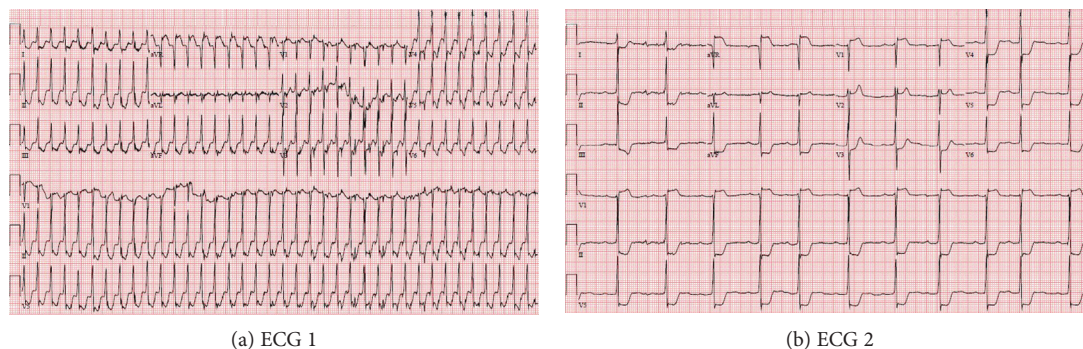 I aVR V1 V4
II aVL V2 V5
III aVF V3 V6
V1
II
V5
(a) ECG 1
I aVR V1 V4
II aVL V2 V5
III aVF V3 V6
V1
II
V5
(b) ECG 2